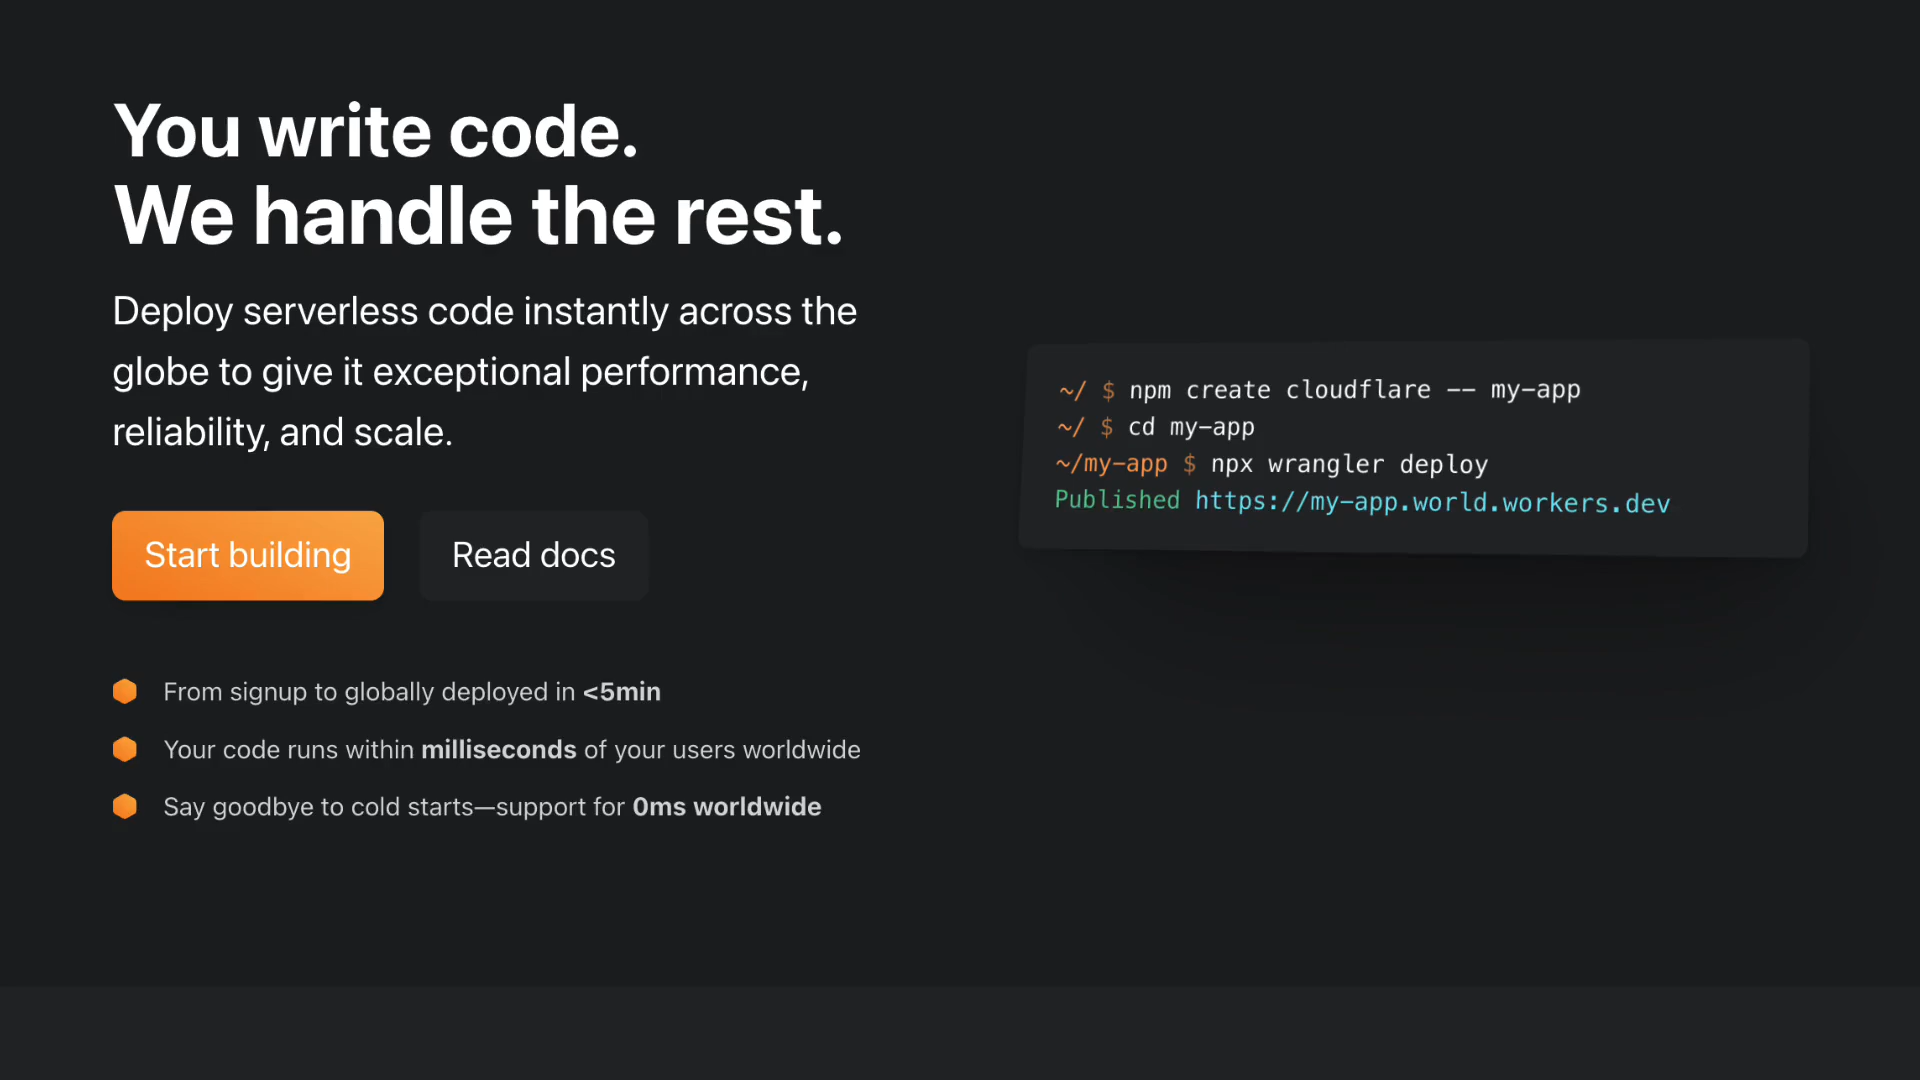 You write code.
We handle the rest.
Deploy serverless code instantly across the
globe to give it exceptional performance,
reliability, and scale.
Start building
Read docs
From signup to globally deployed in <5min
Your code runs within milliseconds of your users worldwide
Say goodbye to cold starts—support for 0ms worldwide
~/ $ npm create cloudflare -- my-app
~/ $ cd my-app
~/my-app $ npx wrangler deploy
Published https://my-app.world.workers.dev